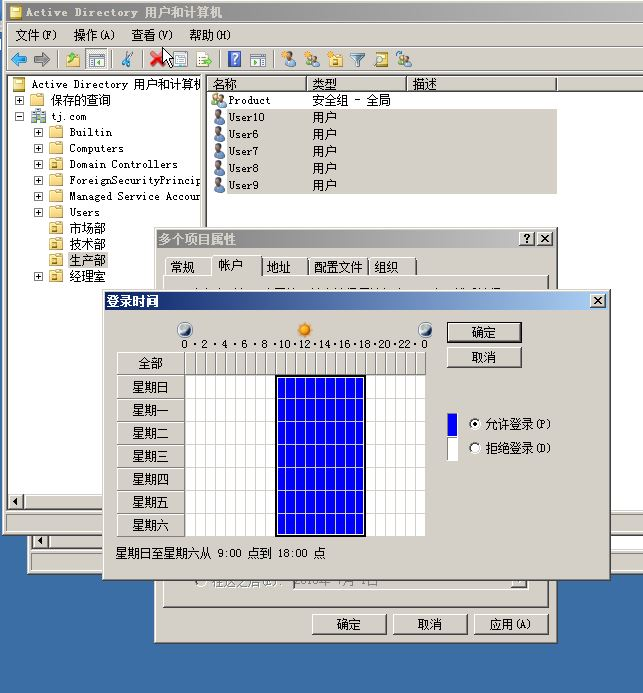 Active Directory 用户和计算机
文件(F) 操作(A) 查看(V) 帮助(H)
Active Directory 用户和计算机
保存的查询
tj.com
Builtin
Computers
Domain Controllers
ForeignSecurityPrincip
Managed Service Accour
Users
市场部
技术部
生产部
经理室
名称 类型 描述
Product 安全组 - 全局
User10 用户
User6 用户
User7 用户
User8 用户
User9 用户
多个项目属性
常规 帐户 地址 配置文件 组织
登录时间
0 · 2 · 4 · 6 · 8 · 10 · 12 · 14 · 16 · 18 · 20 · 22 · 0
全部
星期日
星期一
星期二
星期三
星期四
星期五
星期六
确定
取消
允许登录(P)
拒绝登录(D)
星期日至星期六从 9:00 点到 18:00 点
确定 取消 应用(A)